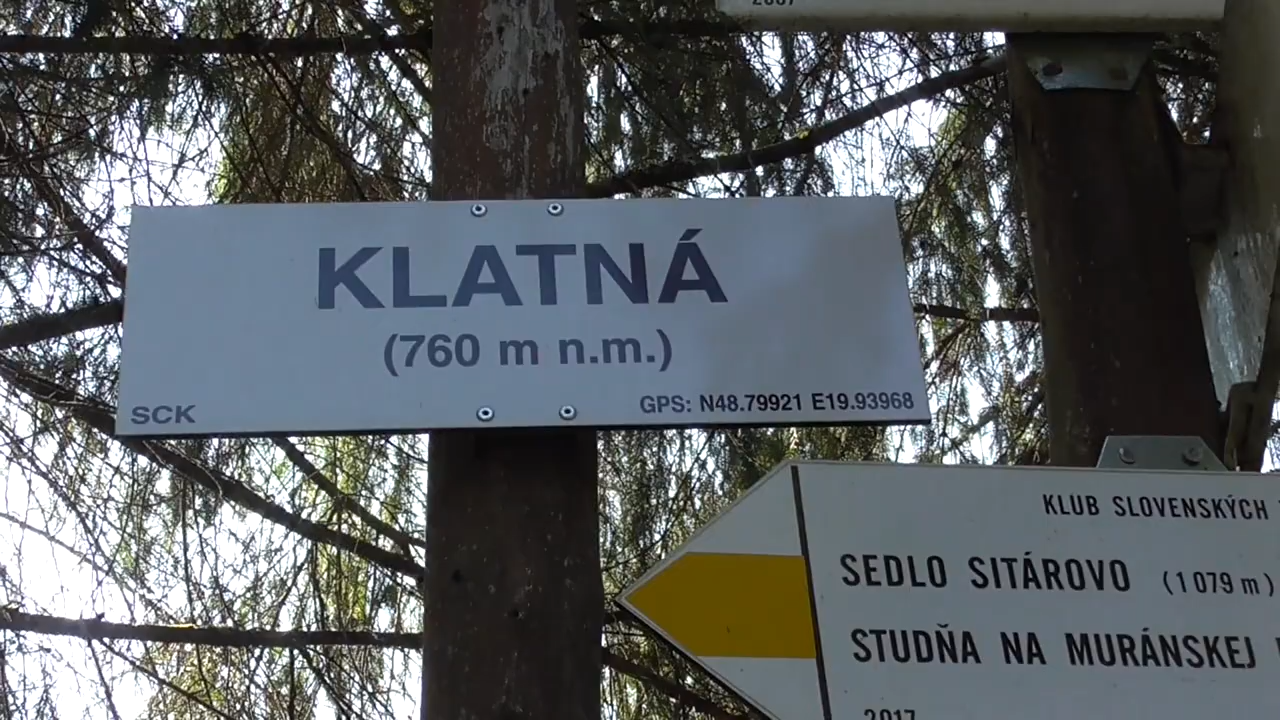 KLATNÁ
(760 m n.m.)
SCK
GPS: N48.79921 E19.93968
KLUB SLOVENSKÝCH
SEDLO SITÁROVO (1 079 m)
STUDŇA NA MURÁNSKEJ
2017